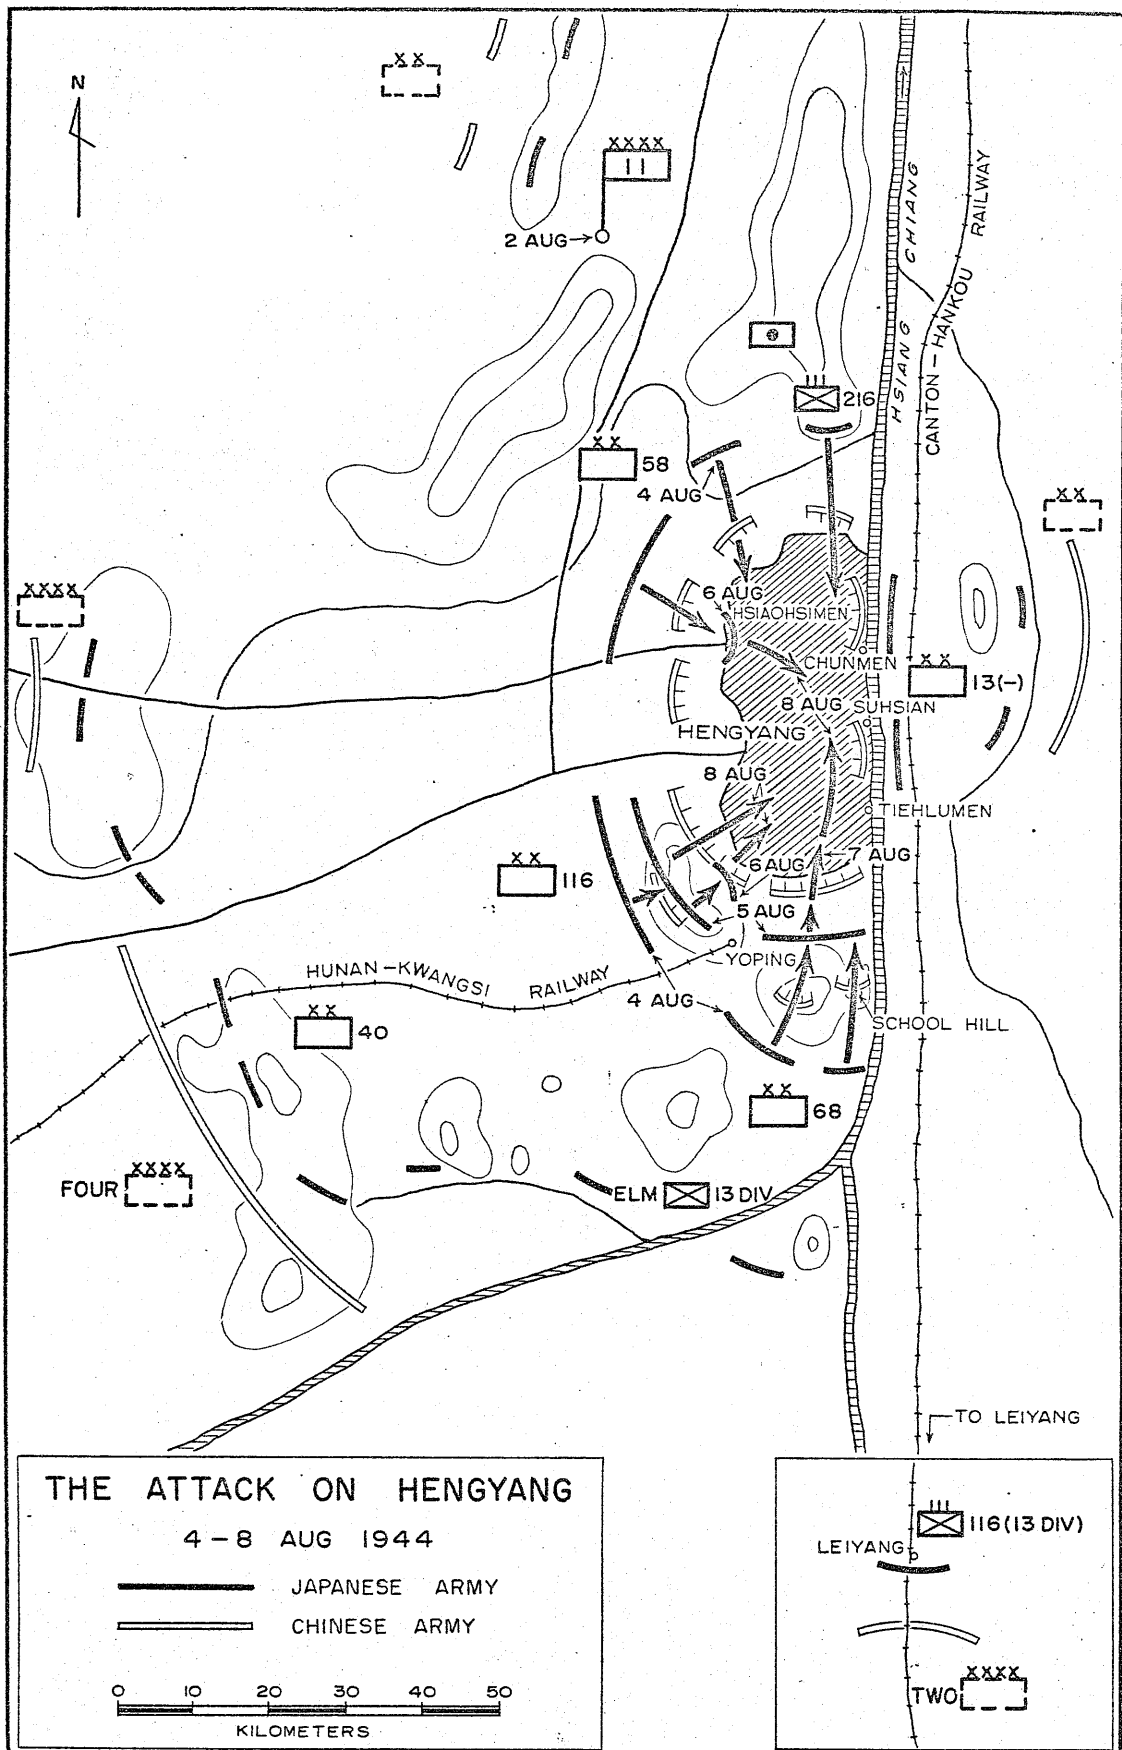 XX
N
XXXX
11
2 AUG
HSIANG CHIANG
CANTON-HANKOU RAILWAY
III
216
XX
58
4 AUG
XX
XXXX
6 AUG
HSIAOHSIMEN
CHUNMEN
XX
13(-)
8 AUG
SUHSIAN
HENGYANG
8 AUG
TIEHLUMEN
XX
116
6 AUG
7 AUG
5 AUG
YOPING
HUNAN-KWANGSI RAILWAY
4 AUG
SCHOOL HILL
XX
40
XX
68
XXXX
FOUR
ELM
13 DIV
TO LEIYANG
THE ATTACK ON HENGYANG
4-8 AUG 1944
JAPANESE ARMY
CHINESE ARMY
0 10 20 30 40 50
KILOMETERS
III
116(13 DIV)
LEIYANG
XXXX
TWO